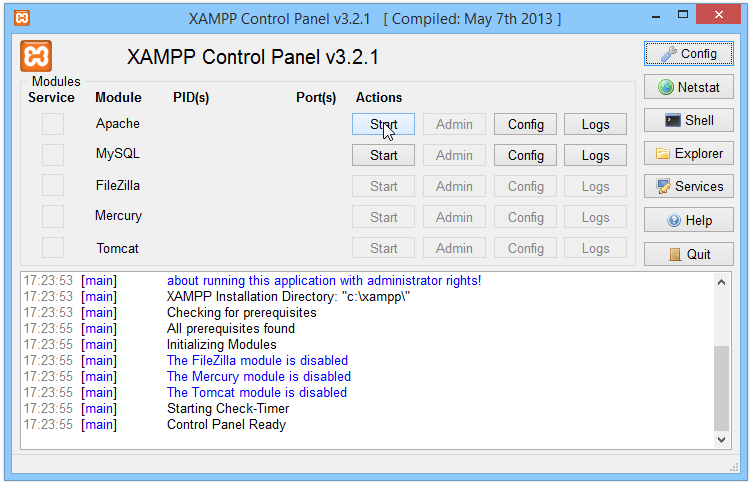 XAMPP Control Panel v3.2.1 [ Compiled: May 7th 2013 ]
XAMPP Control Panel v3.2.1
Config
Modules
Service Module PID(s) Port(s) Actions
Netstat
Apache Start Admin Config Logs
Shell
MySQL Start Admin Config Logs
Explorer
FileZilla Start Admin Config Logs
Services
Mercury Start Admin Config Logs
Help
Tomcat Start Admin Config Logs
Quit
17:23:53 [main] about running this application with administrator rights!
17:23:53 [main] XAMPP Installation Directory: "c:\xampp\"
17:23:53 [main] Checking for prerequisites
17:23:55 [main] All prerequisites found
17:23:55 [main] Initializing Modules
17:23:55 [main] The FileZilla module is disabled
17:23:55 [main] The Mercury module is disabled
17:23:55 [main] The Tomcat module is disabled
17:23:55 [main] Starting Check-Timer
17:23:55 [main] Control Panel Ready